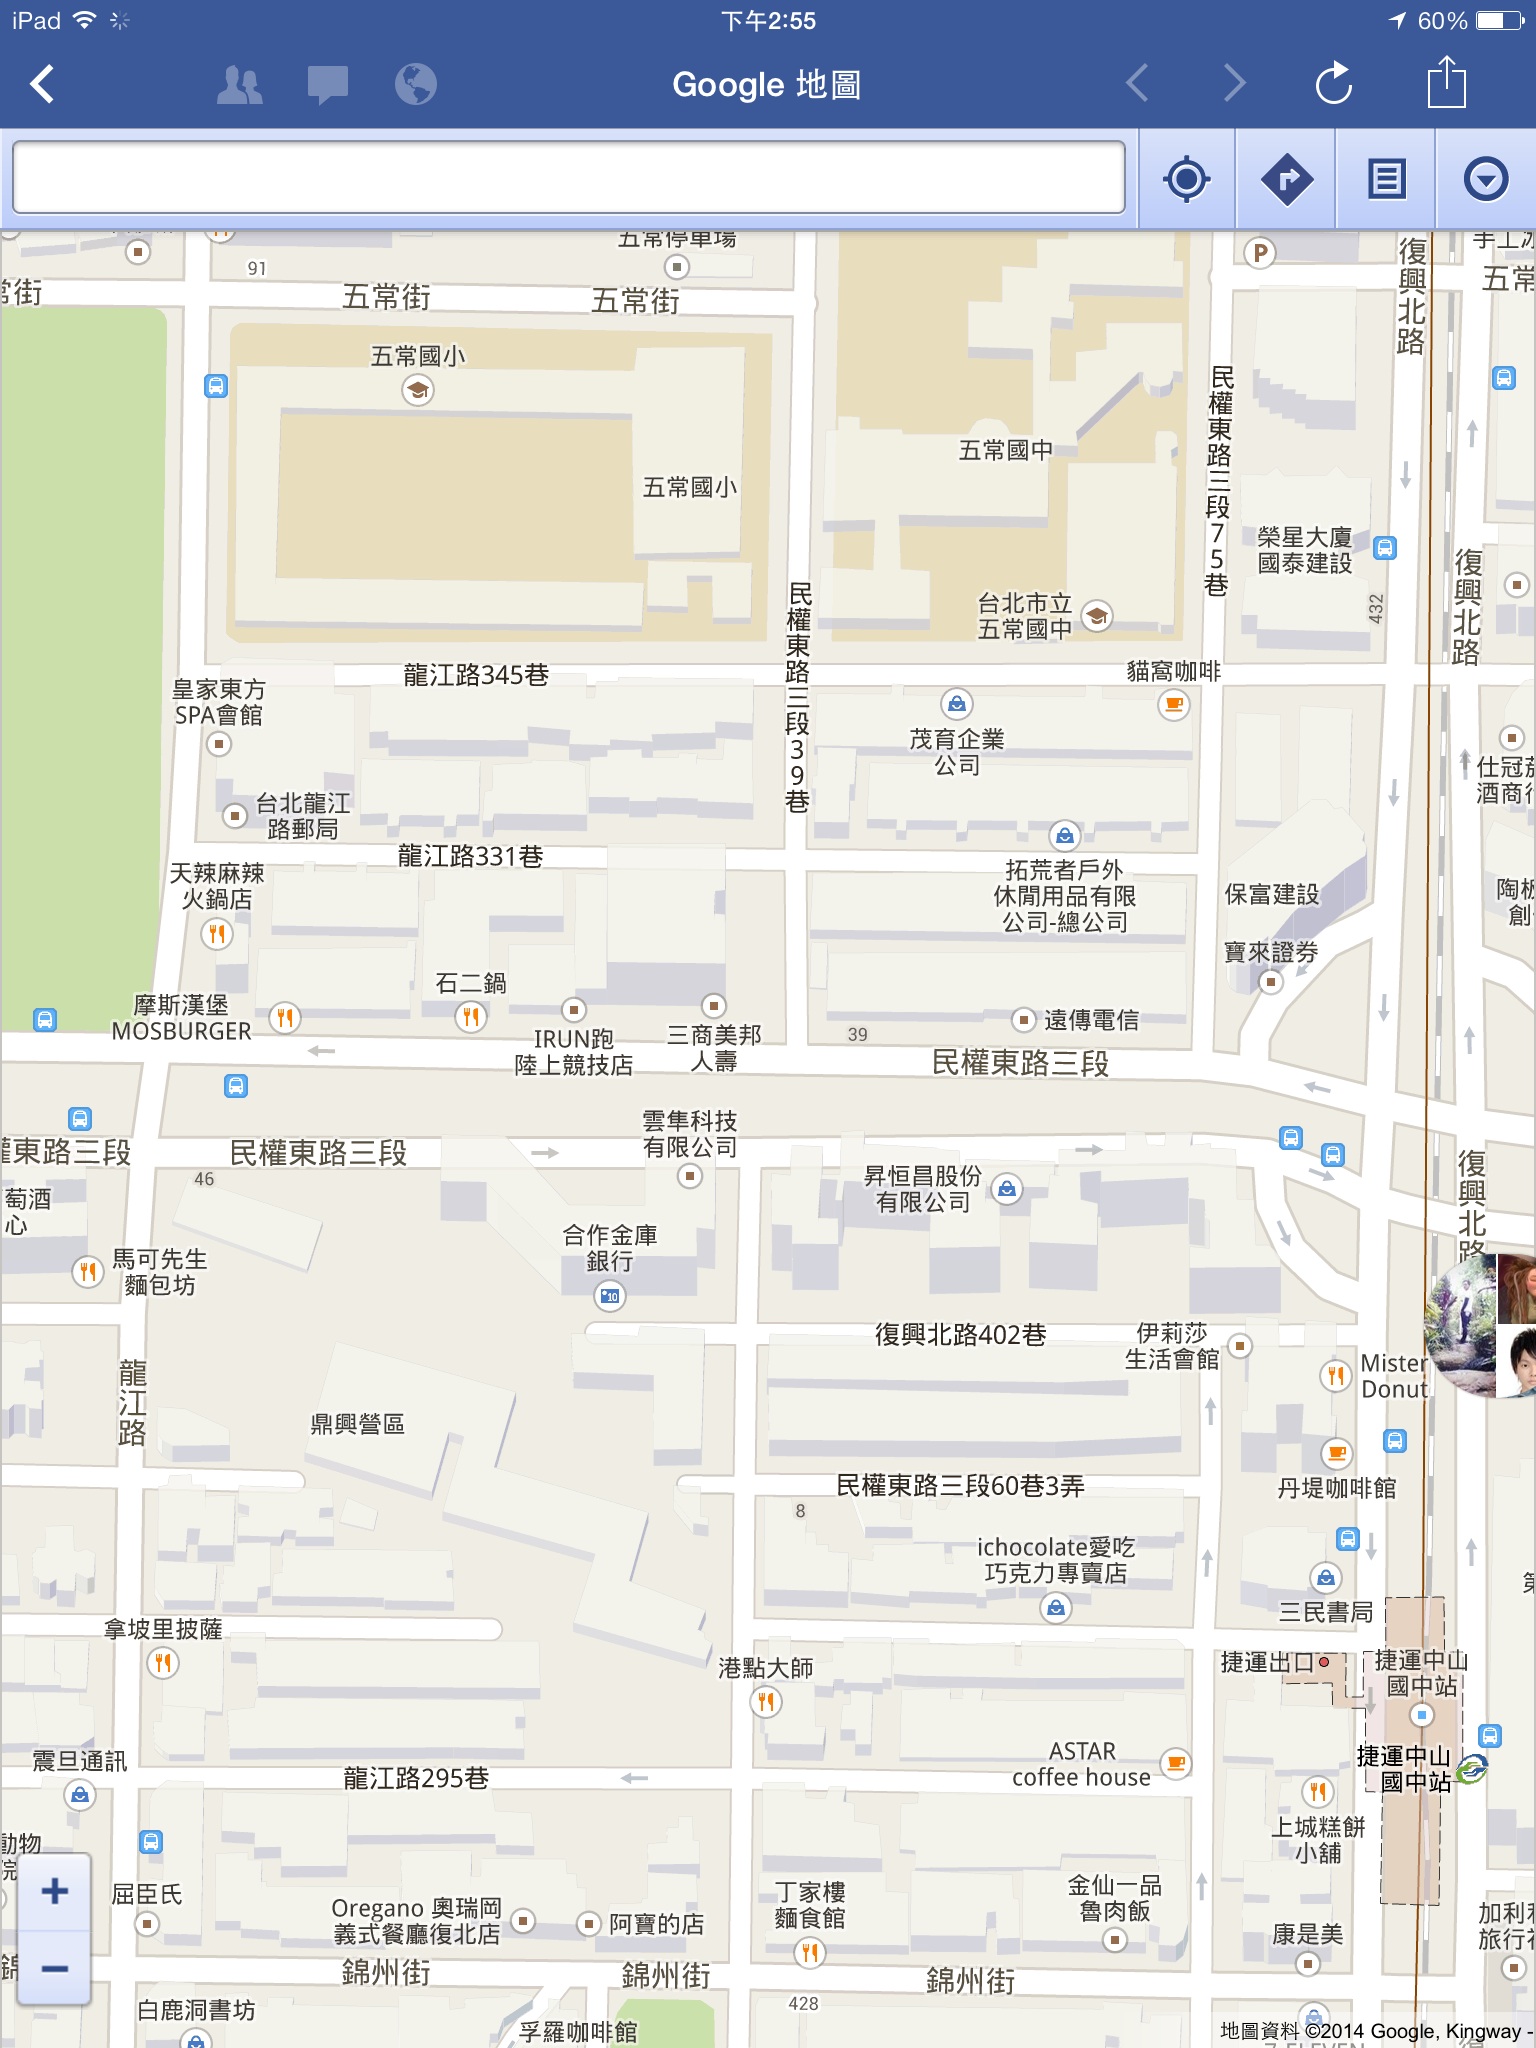 iPad
下午2:55
60%
Google 地圖
五常停車場
91
五常街
五常街
復興北路
五常國小
五常國小
五常國中
民權東路三段75巷
榮星大廈
國泰建設
432
復興北路
民權東路三段39巷
台北市立
五常國中
龍江路345巷
貓窩咖啡
皇家東方
SPA會館
茂育企業
公司
台北龍江
路郵局
龍江路331巷
天辣麻辣
火鍋店
拓荒者戶外
休閒用品有限
公司-總公司
保富建設
寶來證券
石二鍋
摩斯漢堡
MOSBURGER
IRUN跑
陸上競技店
三商美邦
人壽
遠傳電信
39
民權東路三段
雲隼科技
有限公司
權東路三段
民權東路三段
46
昇恒昌股份
有限公司
復興北路
萄酒
心
馬可先生
麵包坊
合作金庫
銀行
10
復興北路402巷
伊莉莎
生活會館
Mister
Donut
龍江路
鼎興營區
民權東路三段60巷3弄
丹堤咖啡館
8
ichocolate愛吃
巧克力專賣店
三民書局
拿坡里披薩
港點大師
捷運出口
捷運中山
國中站
捷運中山
國中站
震旦通訊
龍江路295巷
ASTAR
coffee house
上城糕餅
小舖
動物
院
+
屈臣氏
Oregano 奧瑞岡
義式餐廳復北店
阿寶的店
丁家樓
麵食館
金仙一品
魯肉飯
康是美
−
錦州街
錦州街
錦州街
白鹿洞書坊
孚羅咖啡館
428
地圖資料 ©2014 Google, Kingway -